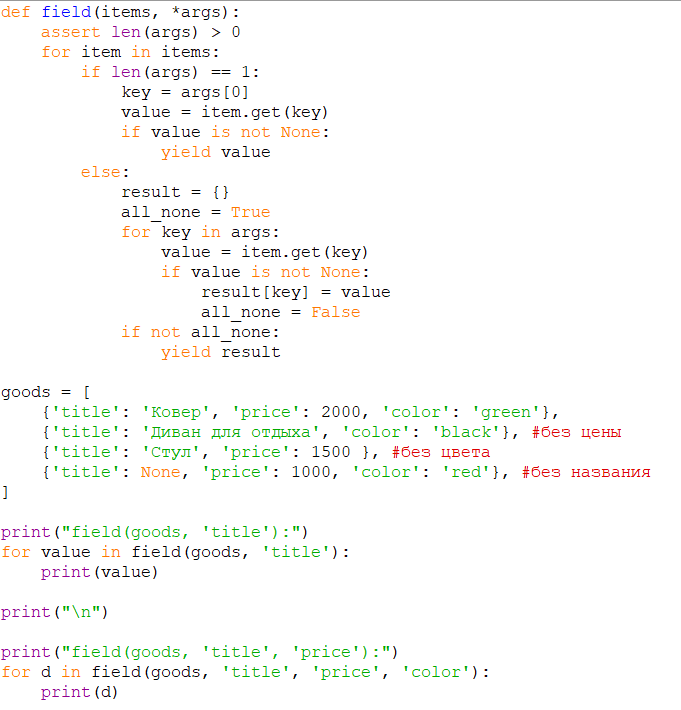 def field(items, *args):
    assert len(args) > 0
    for item in items:
        if len(args) == 1:
            key = args[0]
            value = item.get(key)
            if value is not None:
                yield value
        else:
            result = {}
            all_none = True
            for key in args:
                value = item.get(key)
                if value is not None:
                    result[key] = value
                    all_none = False
            if not all_none:
                yield result

goods = [
    {'title': 'Ковер', 'price': 2000, 'color': 'green'},
    {'title': 'Диван для отдыха', 'color': 'black'}, #без цены
    {'title': 'Стул', 'price': 1500 }, #без цвета
    {'title': None, 'price': 1000, 'color': 'red'}, #без названия
]

print("field(goods, 'title'):")
for value in field(goods, 'title'):
    print(value)

print("\n")

print("field(goods, 'title', 'price'):")
for d in field(goods, 'title', 'price', 'color'):
    print(d)